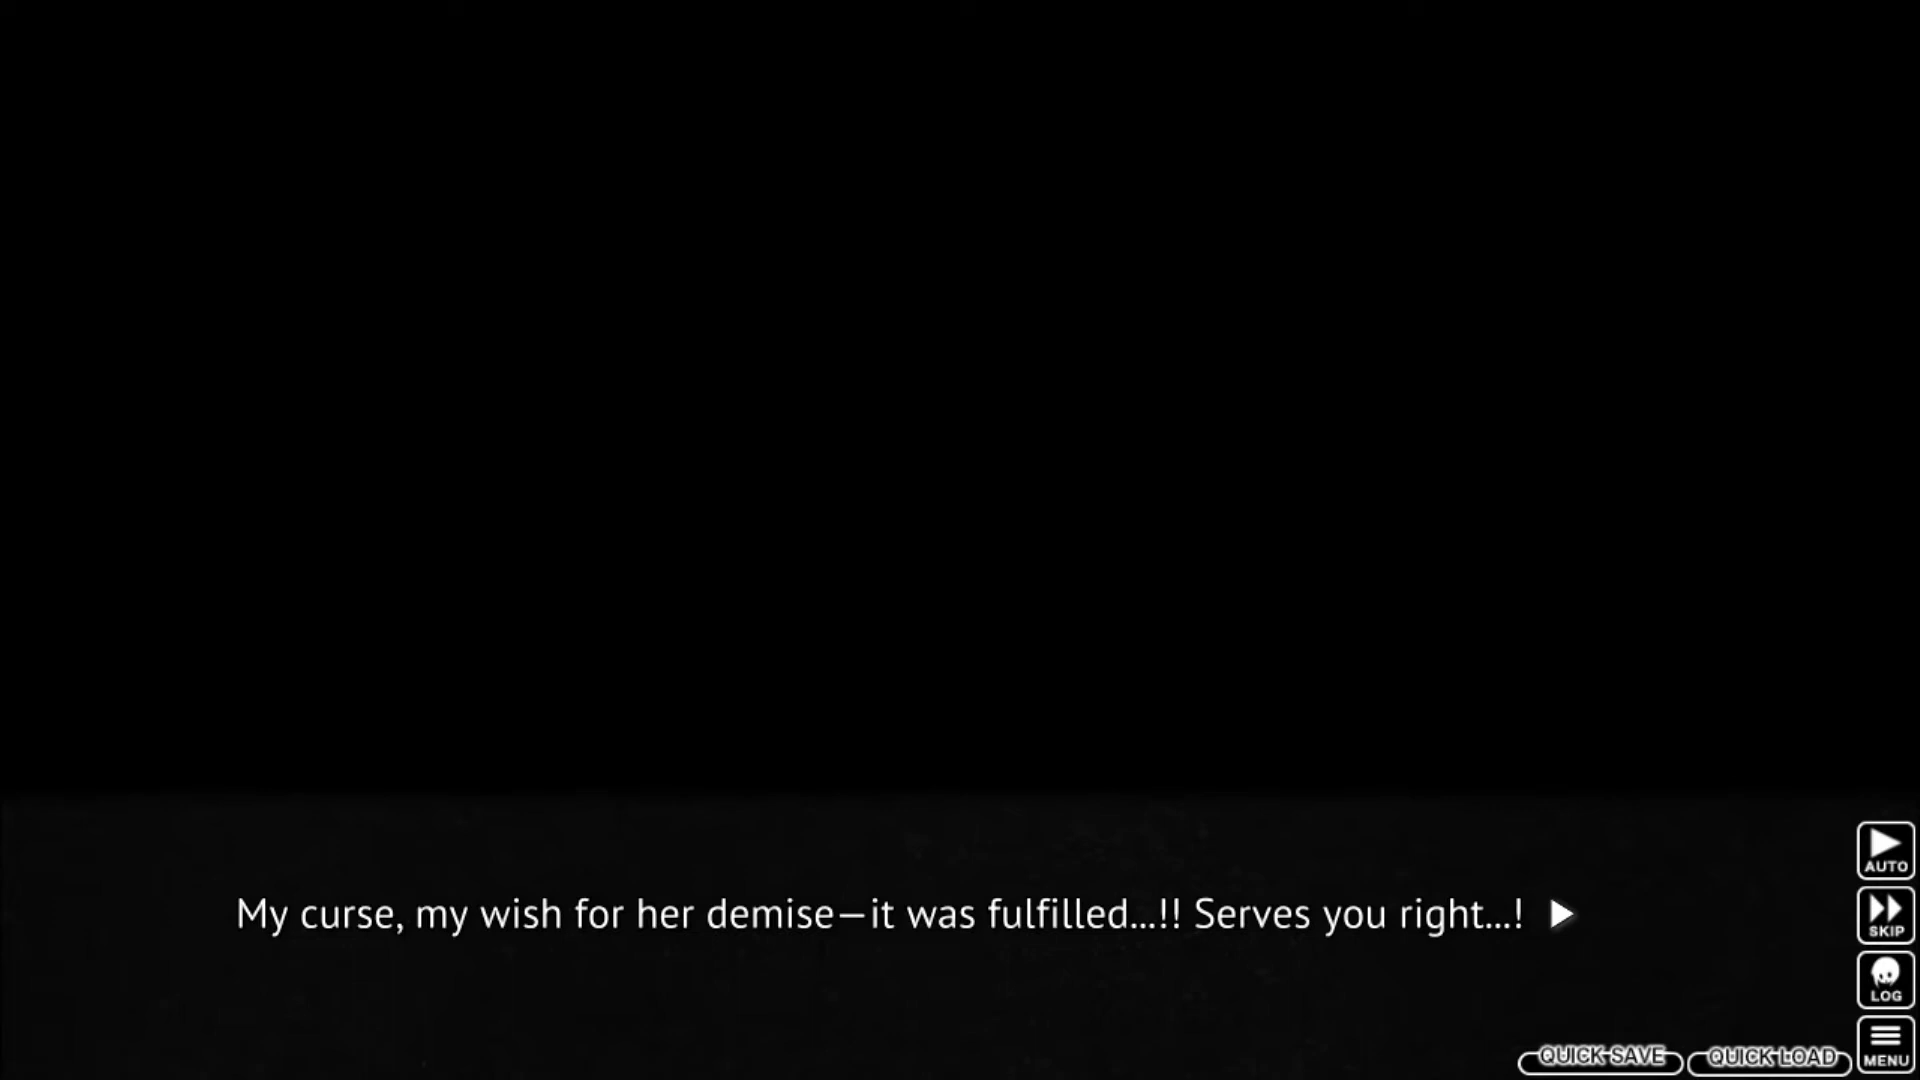 My curse, my wish for her demise—it was fulfilled...!! Serves you right...!
AUTO
SKIP
LOG
MENU
QUICK SAVE QUICK LOAD